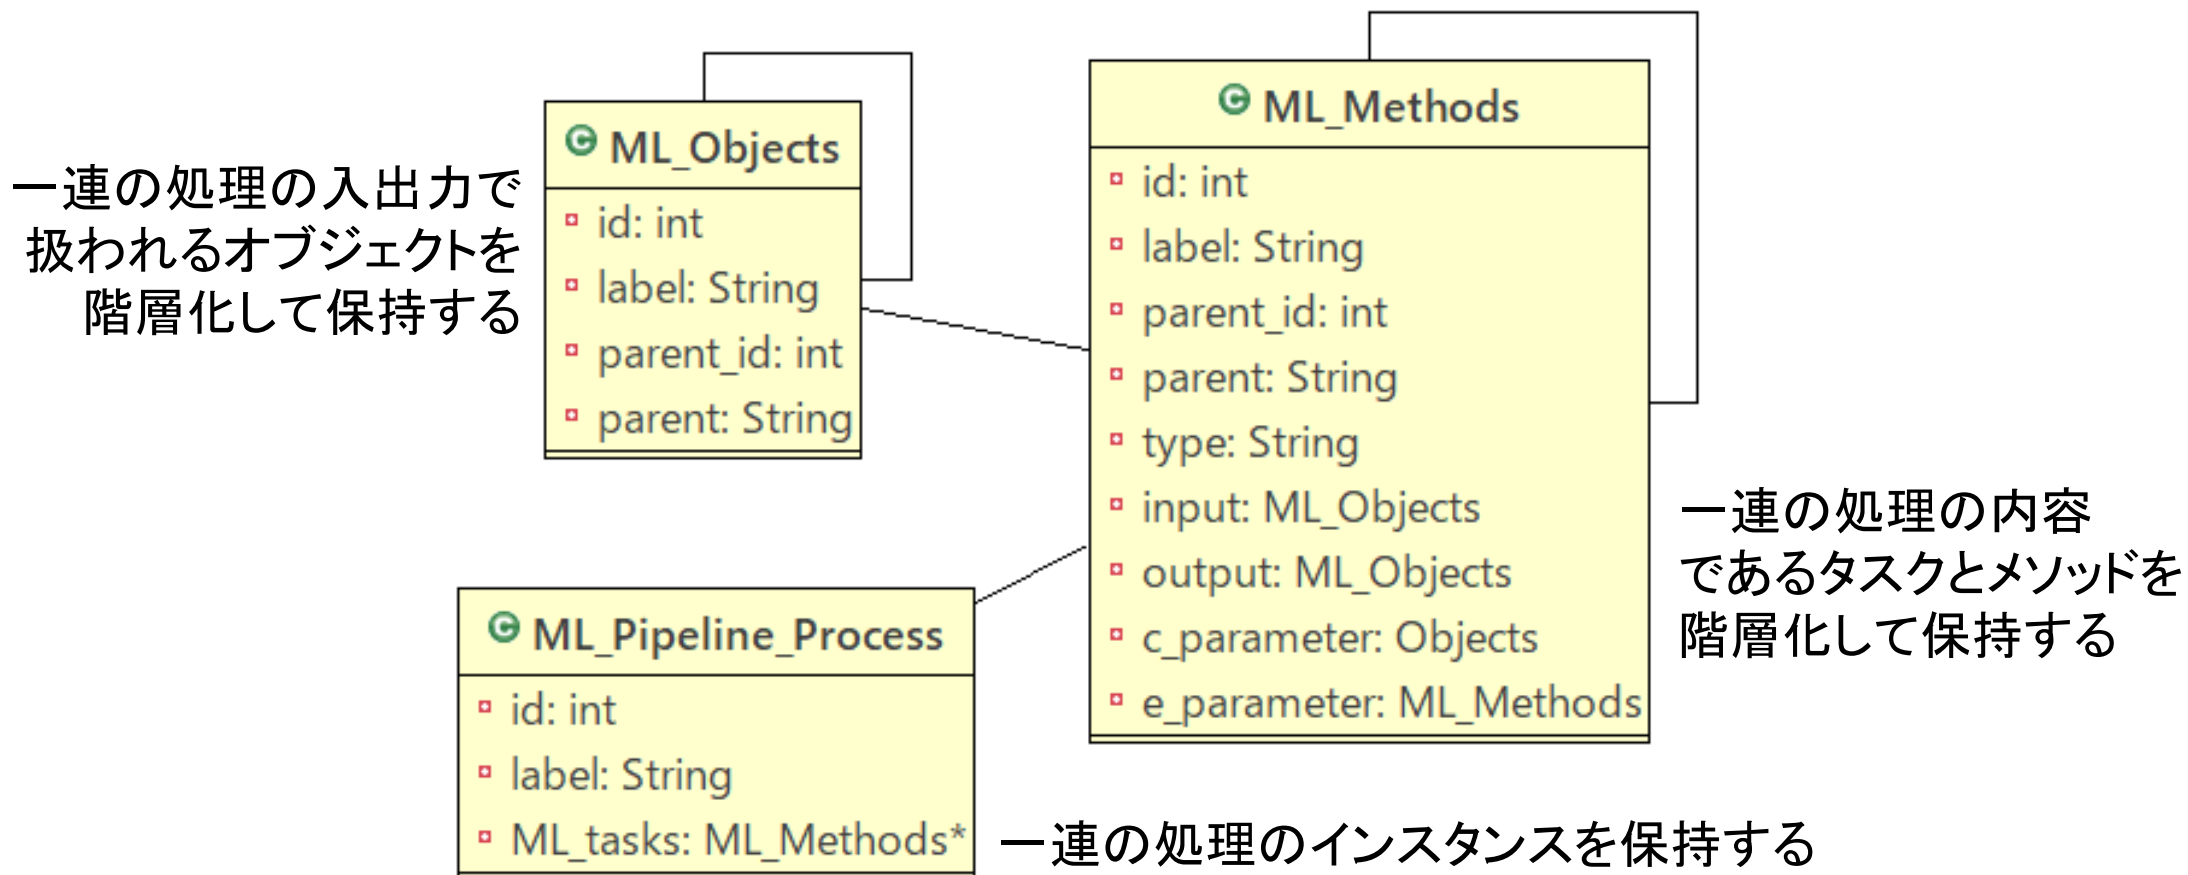 一連の処理の入出力で
扱われるオブジェクトを
階層化して保持する
C ML_Objects
id: int
label: String
parent_id: int
parent: String
C ML_Methods
id: int
label: String
parent_id: int
parent: String
type: String
input: ML_Objects
output: ML_Objects
c_parameter: Objects
e_parameter: ML_Methods
一連の処理の内容
であるタスクとメソッドを
階層化して保持する
C ML_Pipeline_Process
id: int
label: String
ML_tasks: ML_Methods*
一連の処理のインスタンスを保持する